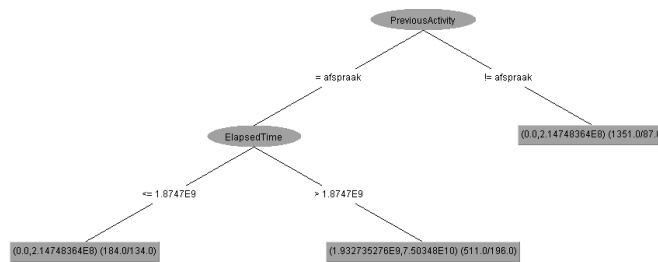 PreviousActivity
= afspraak
!= afspraak
ElapsedTime
(0.0,2.14748364E8) (1351.0/87.0
<= 1.8747E9
> 1.8747E9
(0.0,2.14748364E8) (184.0/134.0)
(1.932735276E9,7.50348E10) (511.0/196.0)